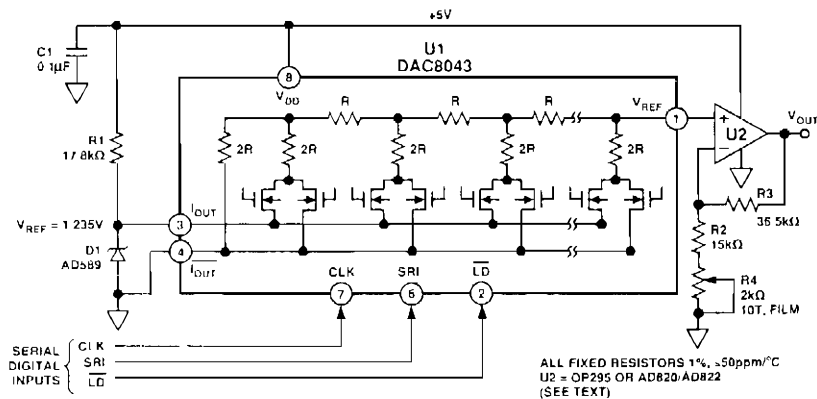 +5V
C1
0.1µF
U1
DAC8043
8
VDD
R
R
R
VREF
1
VOUT
+
U2
−
R1
17.8kΩ
2R
2R
2R
2R
2R
R3
36.5kΩ
IOUT
VREF = 1.235V
3
R2
15kΩ
D1
AD589
4
IOUT
CLK
SRI
LD
R4
2kΩ
10T, FILM
7
6
2
SERIAL
DIGITAL
INPUTS
CLK
SRI
LD
ALL FIXED RESISTORS 1%, ≥50ppm/°C
U2 = OP295 OR AD820/AD822
(SEE TEXT)